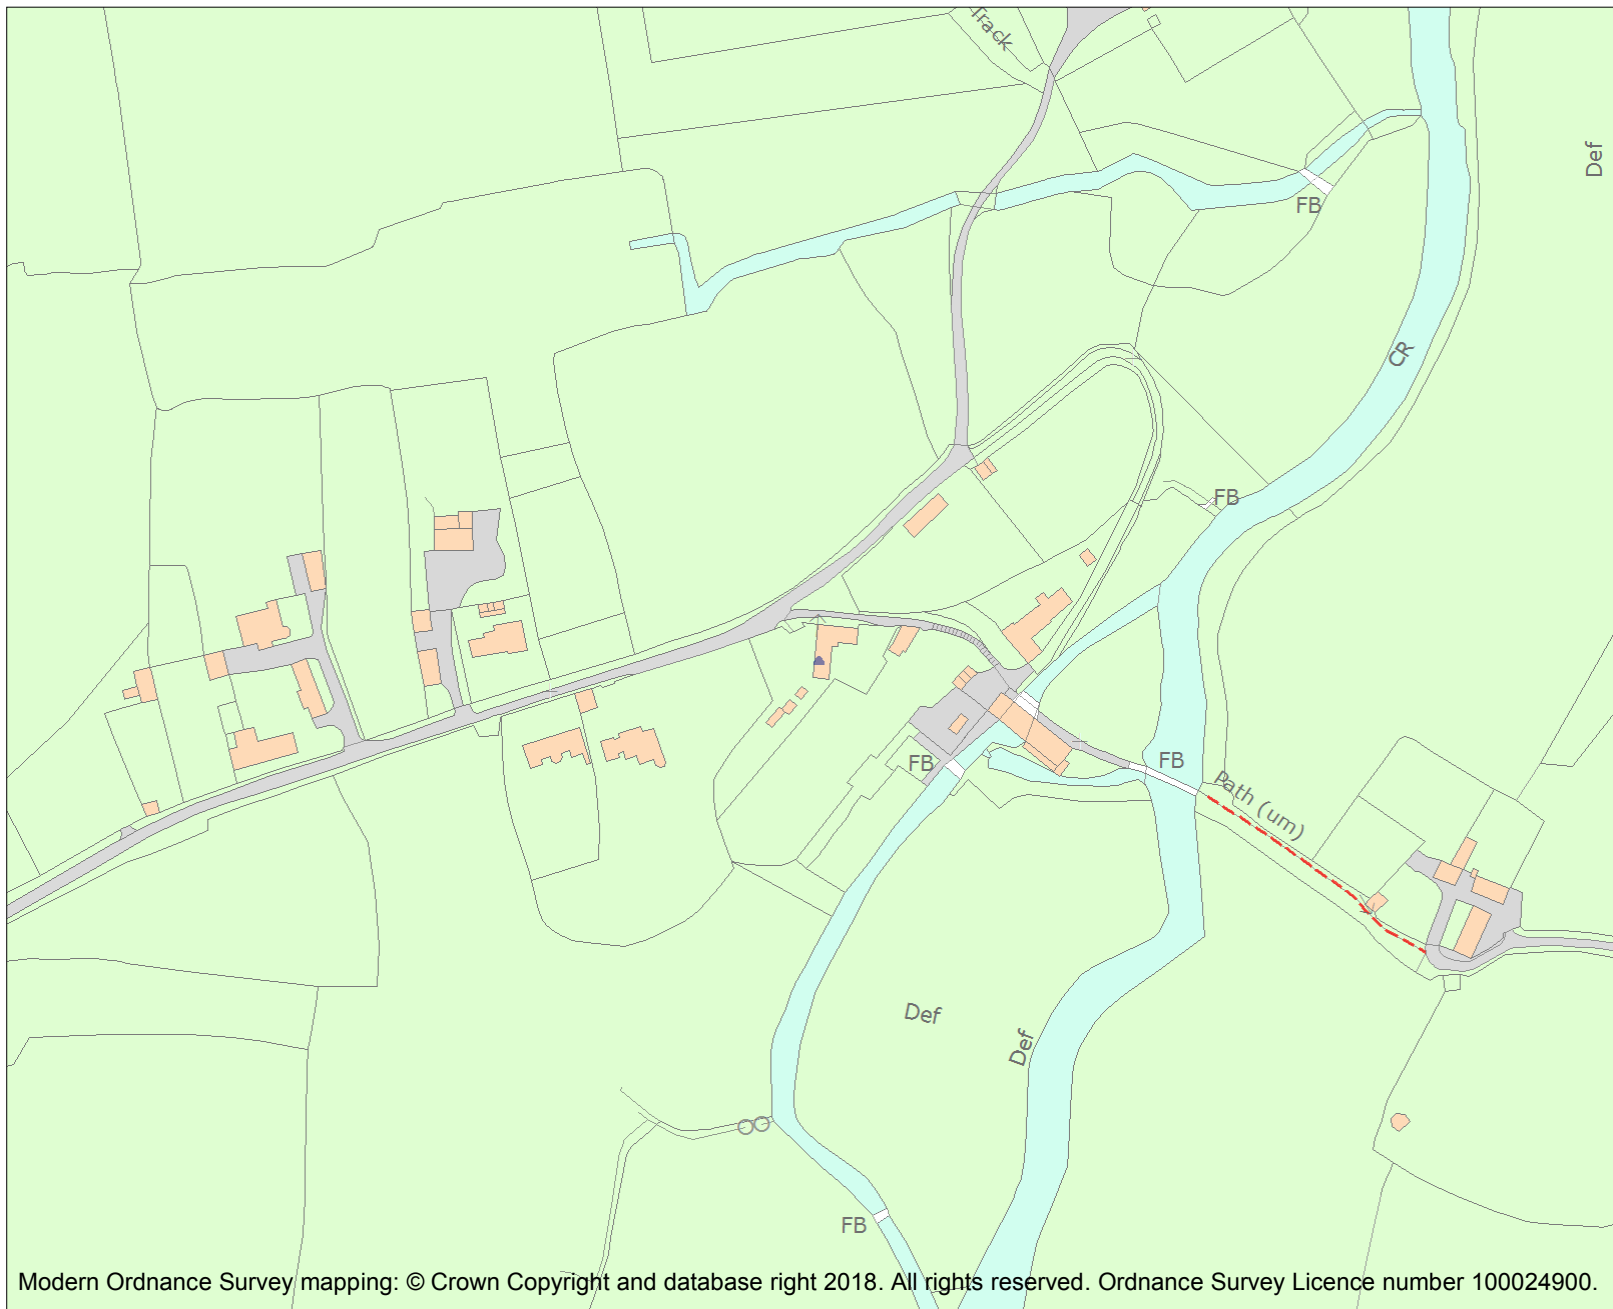 Track
Def
FB
CR
FB
FB
FB
Path (um)
Def
Def
FB
Modern Ordnance Survey mapping: © Crown Copyright and database right 2018. All rights reserved. Ordnance Survey Licence number 100024900.